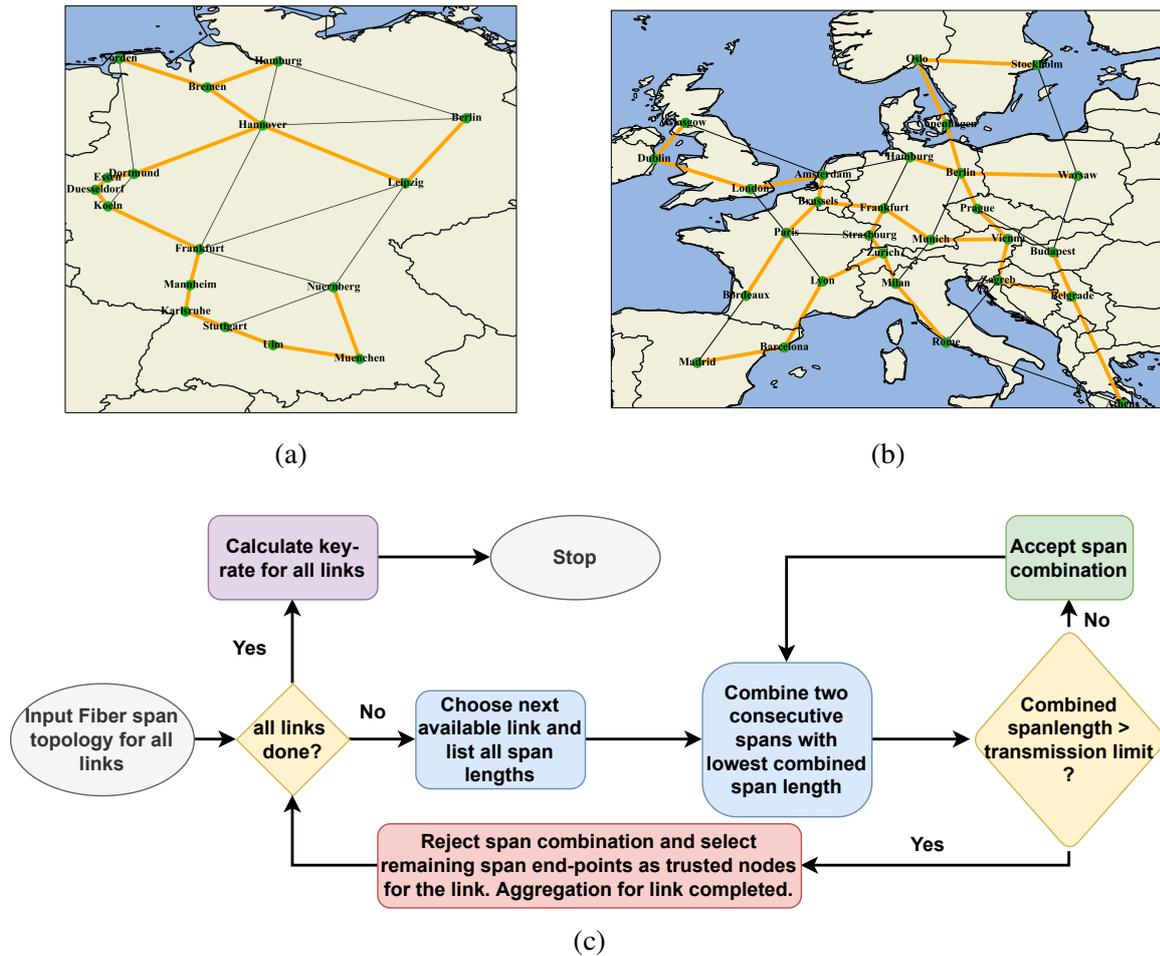 Norden
Hamburg
Bremen
Hannover
Berlin
Dortmund
Essen
Duesseldorf
Koeln
Leipzig
Frankfurt
Mannheim
Nuernberg
Karlsruhe
Stuttgart
Ulm
Muenchen
(a)
Oslo
Stockholm
Glasgow
Copenhagen
Dublin
Hamburg
Amsterdam
Berlin
Warsaw
London
Brussels
Frankfurt
Prague
Paris
Strasbourg
Munich
Vienna
Zurich
Budapest
Lyon
Milan
Zagreb
Bordeaux
Belgrade
Rome
Barcelona
Madrid
Athens
(b)
Calculate key-
rate for all links
Stop
Accept span
combination
Yes
No
Input Fiber span
topology for all
links
all links
done?
No
Choose next
available link and
list all span
lengths
Combine two
consecutive
spans with
lowest combined
span length
Combined
spanlength >
transmission limit
?
Yes
Reject span combination and select
remaining span end-points as trusted nodes
for the link. Aggregation for link completed.
(c)